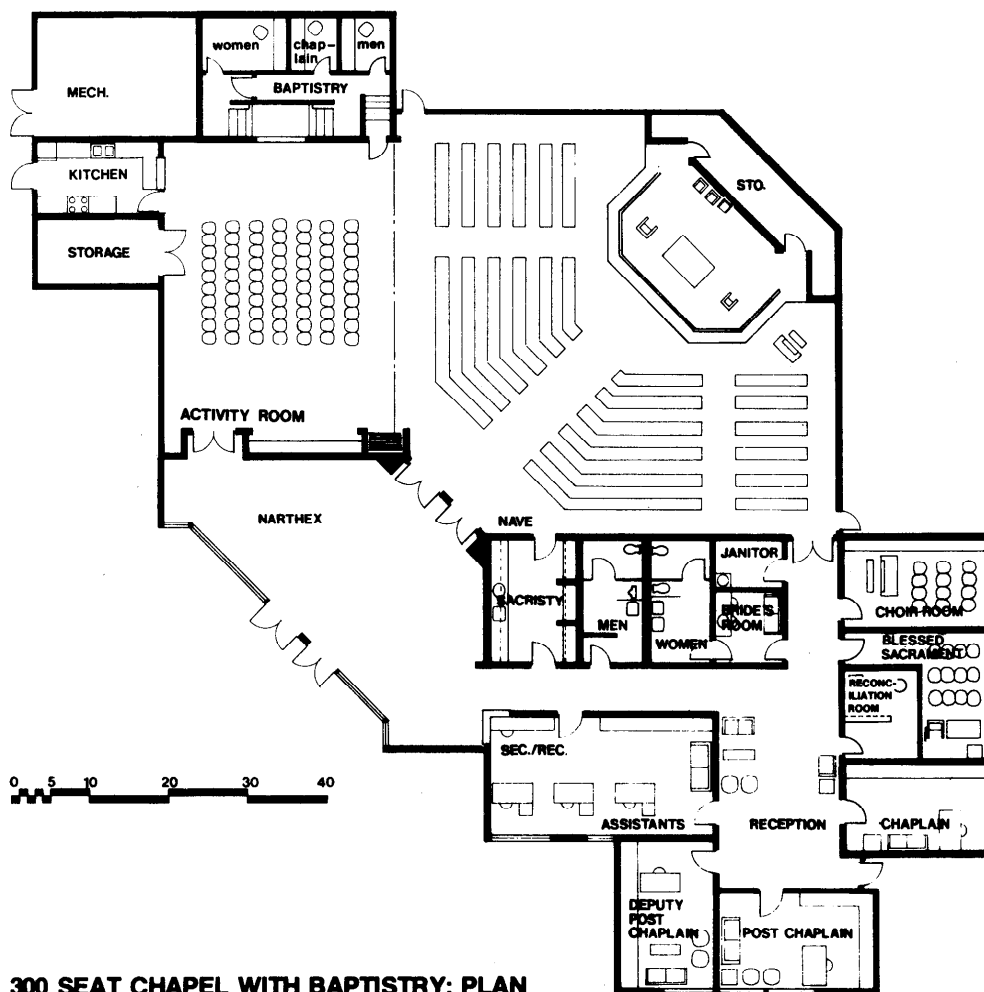 women
chap-
lain
men
MECH.
BAPTISTRY
KITCHEN
STO.
STORAGE
ACTIVITY ROOM
NARTHEX
NAVE
SACRISTY
MEN
WOMEN
JANITOR
BRIDE'S
ROOM
CHOIR ROOM
BLESSED
SACRAMENT
RECONC-
ILIATION
ROOM
SEC./REC.
ASSISTANTS
RECEPTION
CHAPLAIN
DEPUTY
POST
CHAPLAIN
POST CHAPLAIN
0 5 10 20 30 40
300 SEAT CHAPEL WITH BAPTISTRY: PLAN